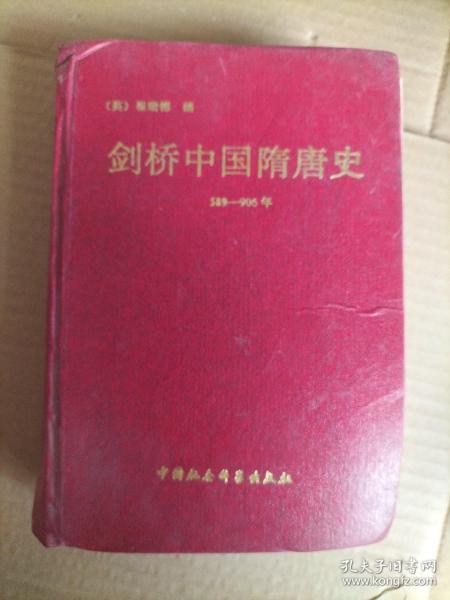 （英）崔瑞德 编
剑桥中国隋唐史
589—906年
中国社会科学出版社
孔夫子旧书网
www.kongfz.com